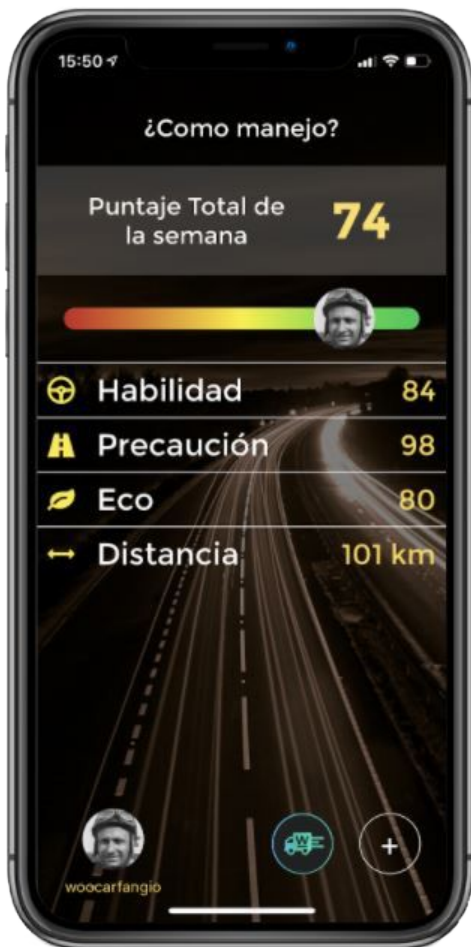 15:50
¿Como manejo?
Puntaje Total de
la semana
74
Habilidad 84
Precaución 98
Eco 80
Distancia 101 km
W
+
woocarfangio